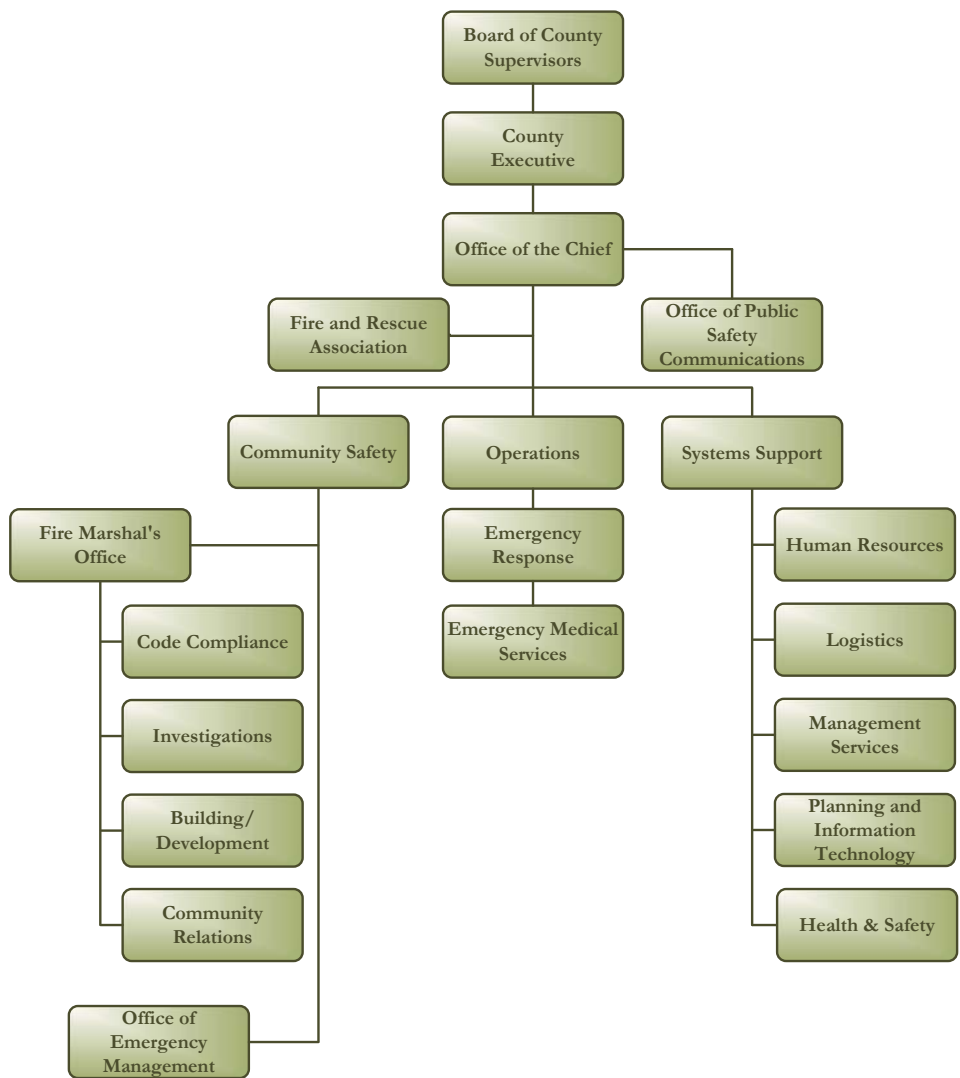 Board of County
Supervisors
County
Executive
Office of the Chief
Fire and Rescue
Association
Office of Public
Safety
Communications
Community Safety
Operations
Systems Support
Fire Marshal's
Office
Emergency
Response
Human Resources
Code Compliance
Emergency Medical
Services
Logistics
Investigations
Management
Services
Building/
Development
Planning and
Information
Technology
Community
Relations
Health & Safety
Office of
Emergency
Management